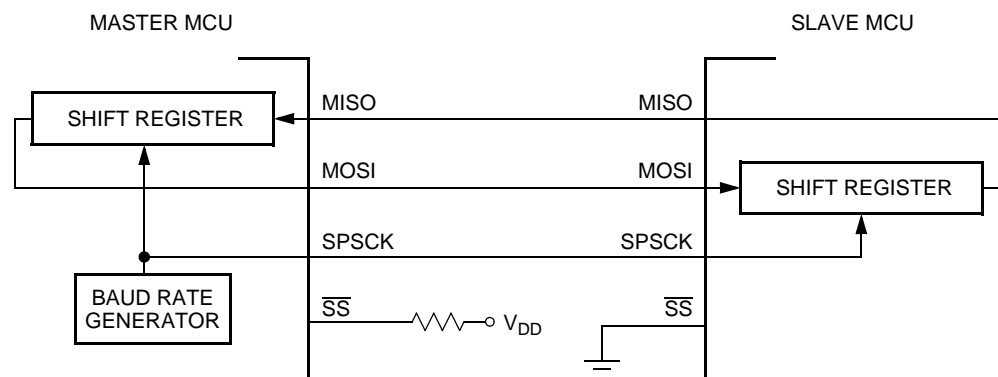 MASTER MCU
SLAVE MCU
SHIFT REGISTER
MISO
MISO
MOSI
MOSI
SHIFT REGISTER
SPSCK
SPSCK
BAUD RATE
GENERATOR
SS
VDD
SS